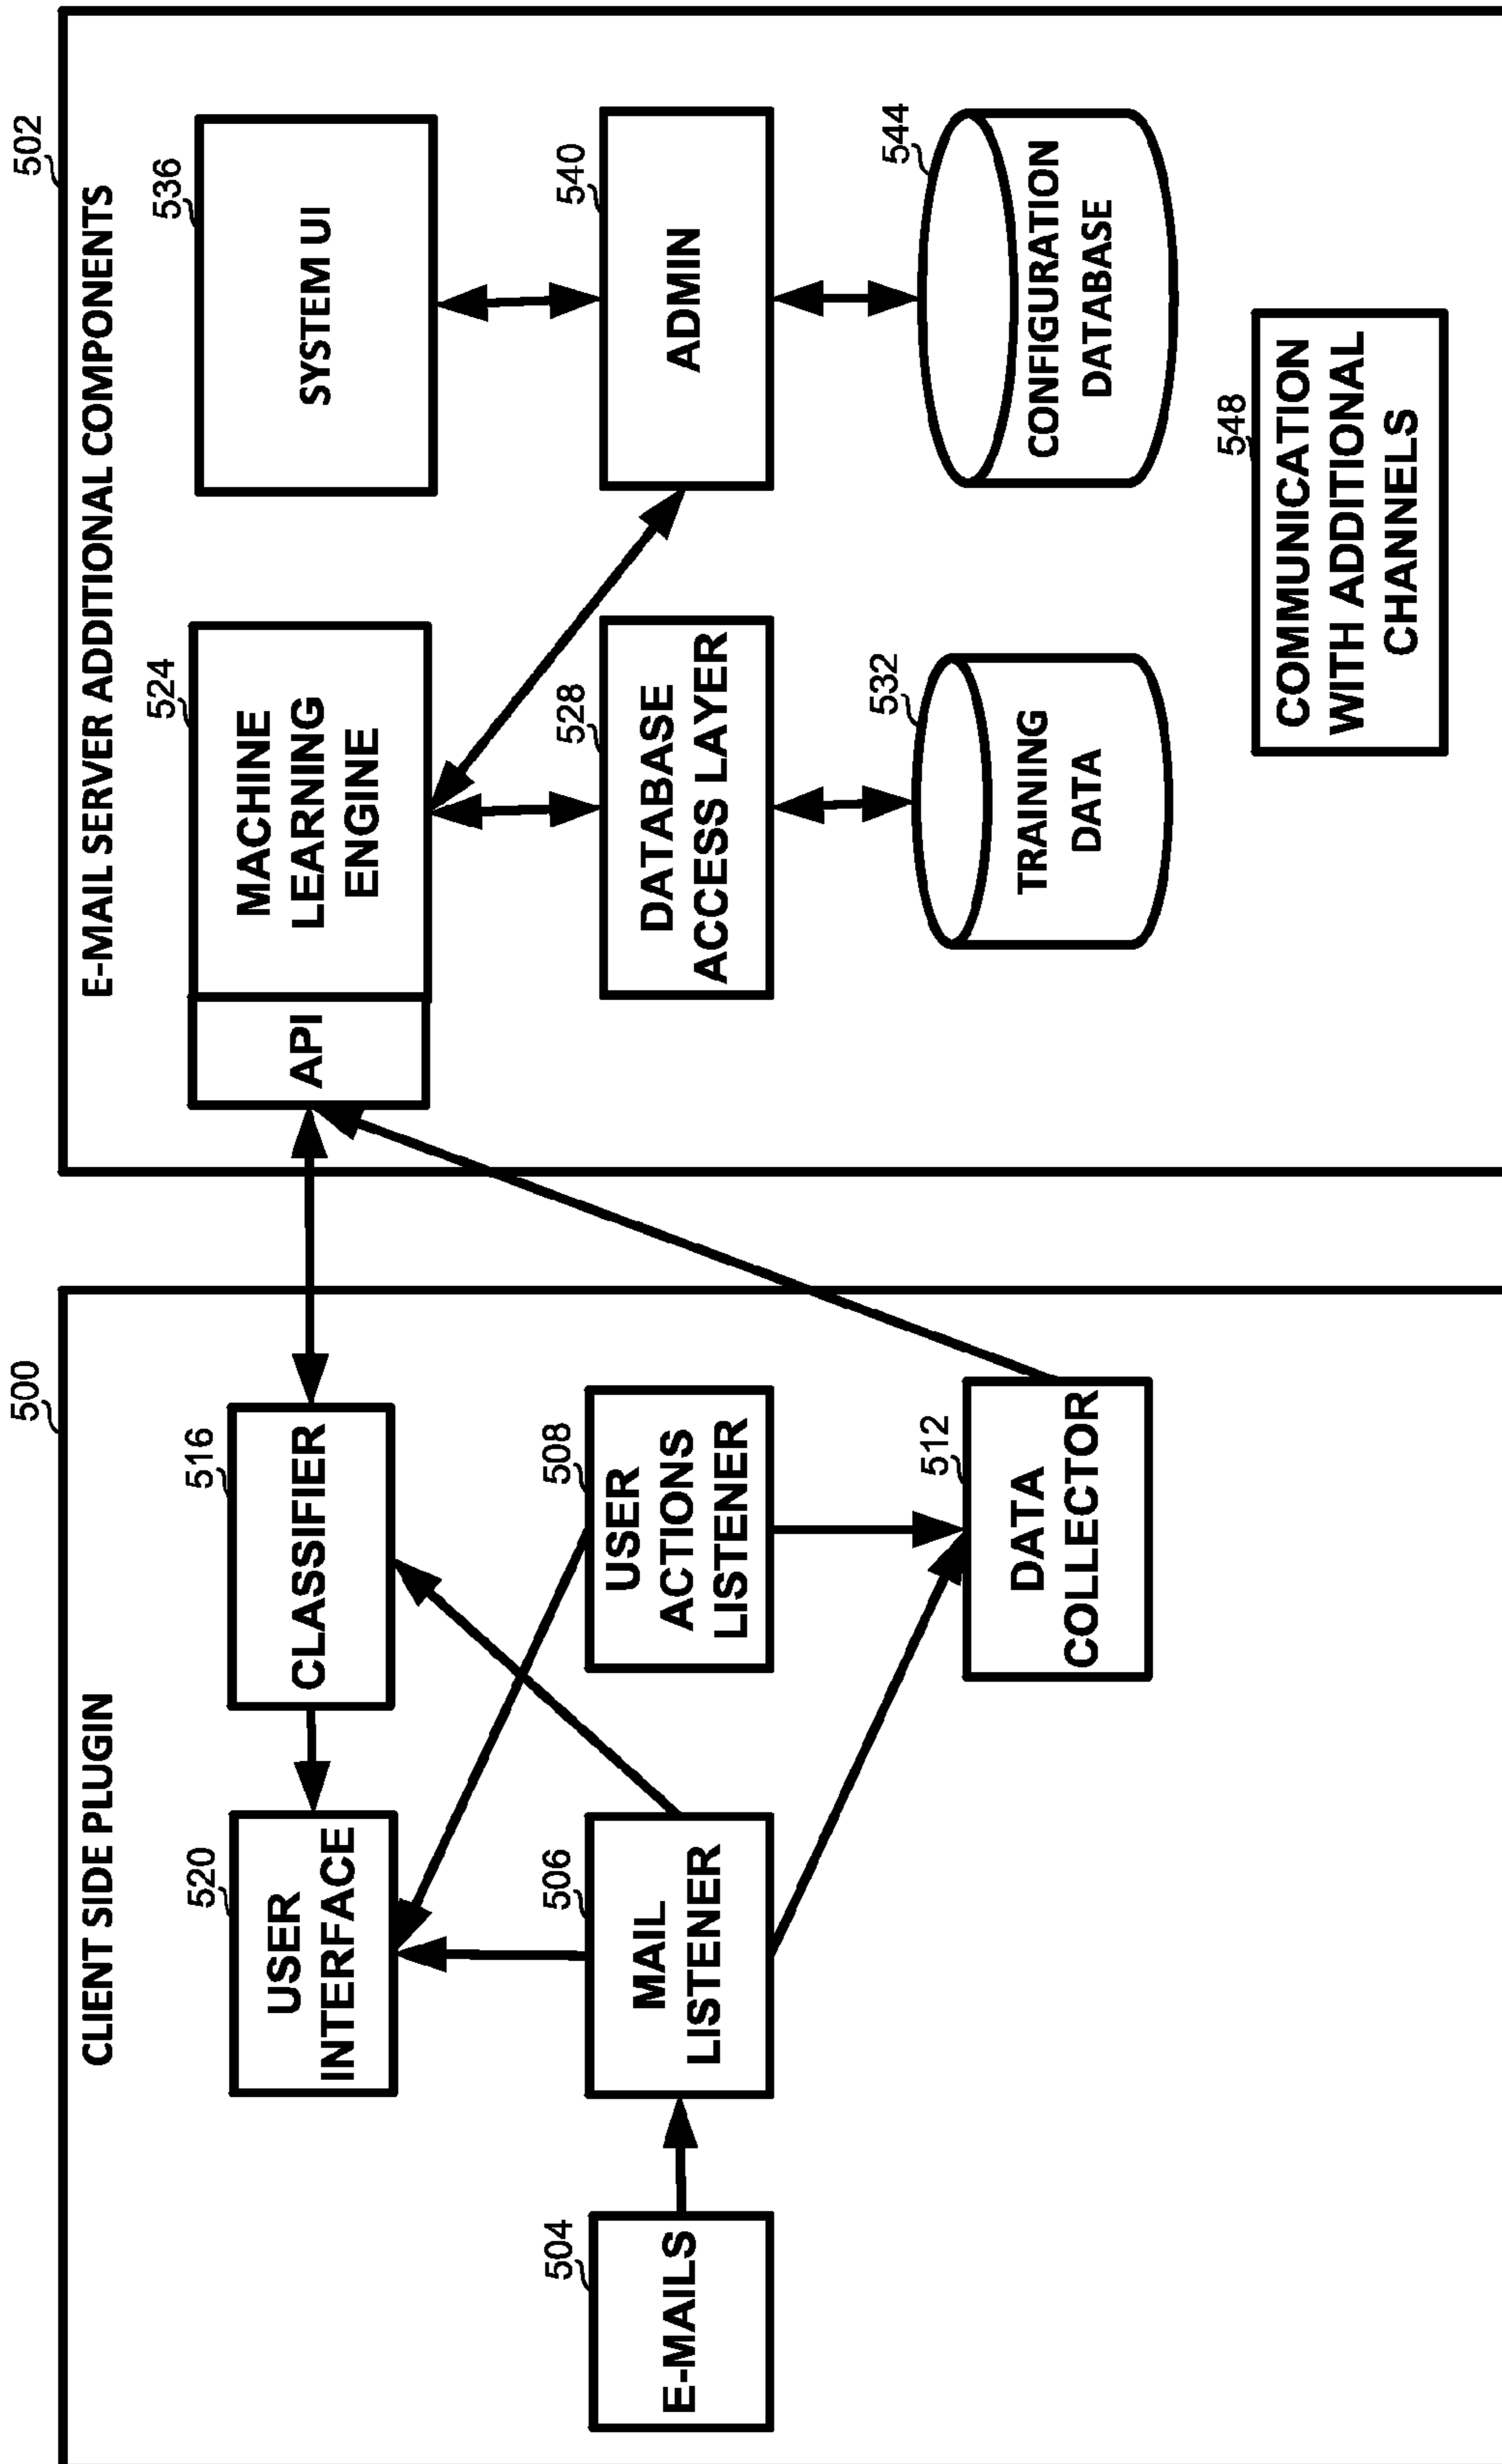 500
CLIENT SIDE PLUGIN
520
USER
INTERFACE
516
CLASSIFIER
504
E-MAILS
506
MAIL
LISTENER
508
USER
ACTIONS
LISTENER
512
DATA
COLLECTOR
502
E-MAIL SERVER ADDITIONAL COMPONENTS
API
524
MACHINE
LEARNING
ENGINE
536
SYSTEM UI
528
DATABASE
ACCESS LAYER
540
ADMIN
532
TRAINING
DATA
544
CONFIGURATION
DATABASE
548
COMMUNICATION
WITH ADDITIONAL
CHANNELS